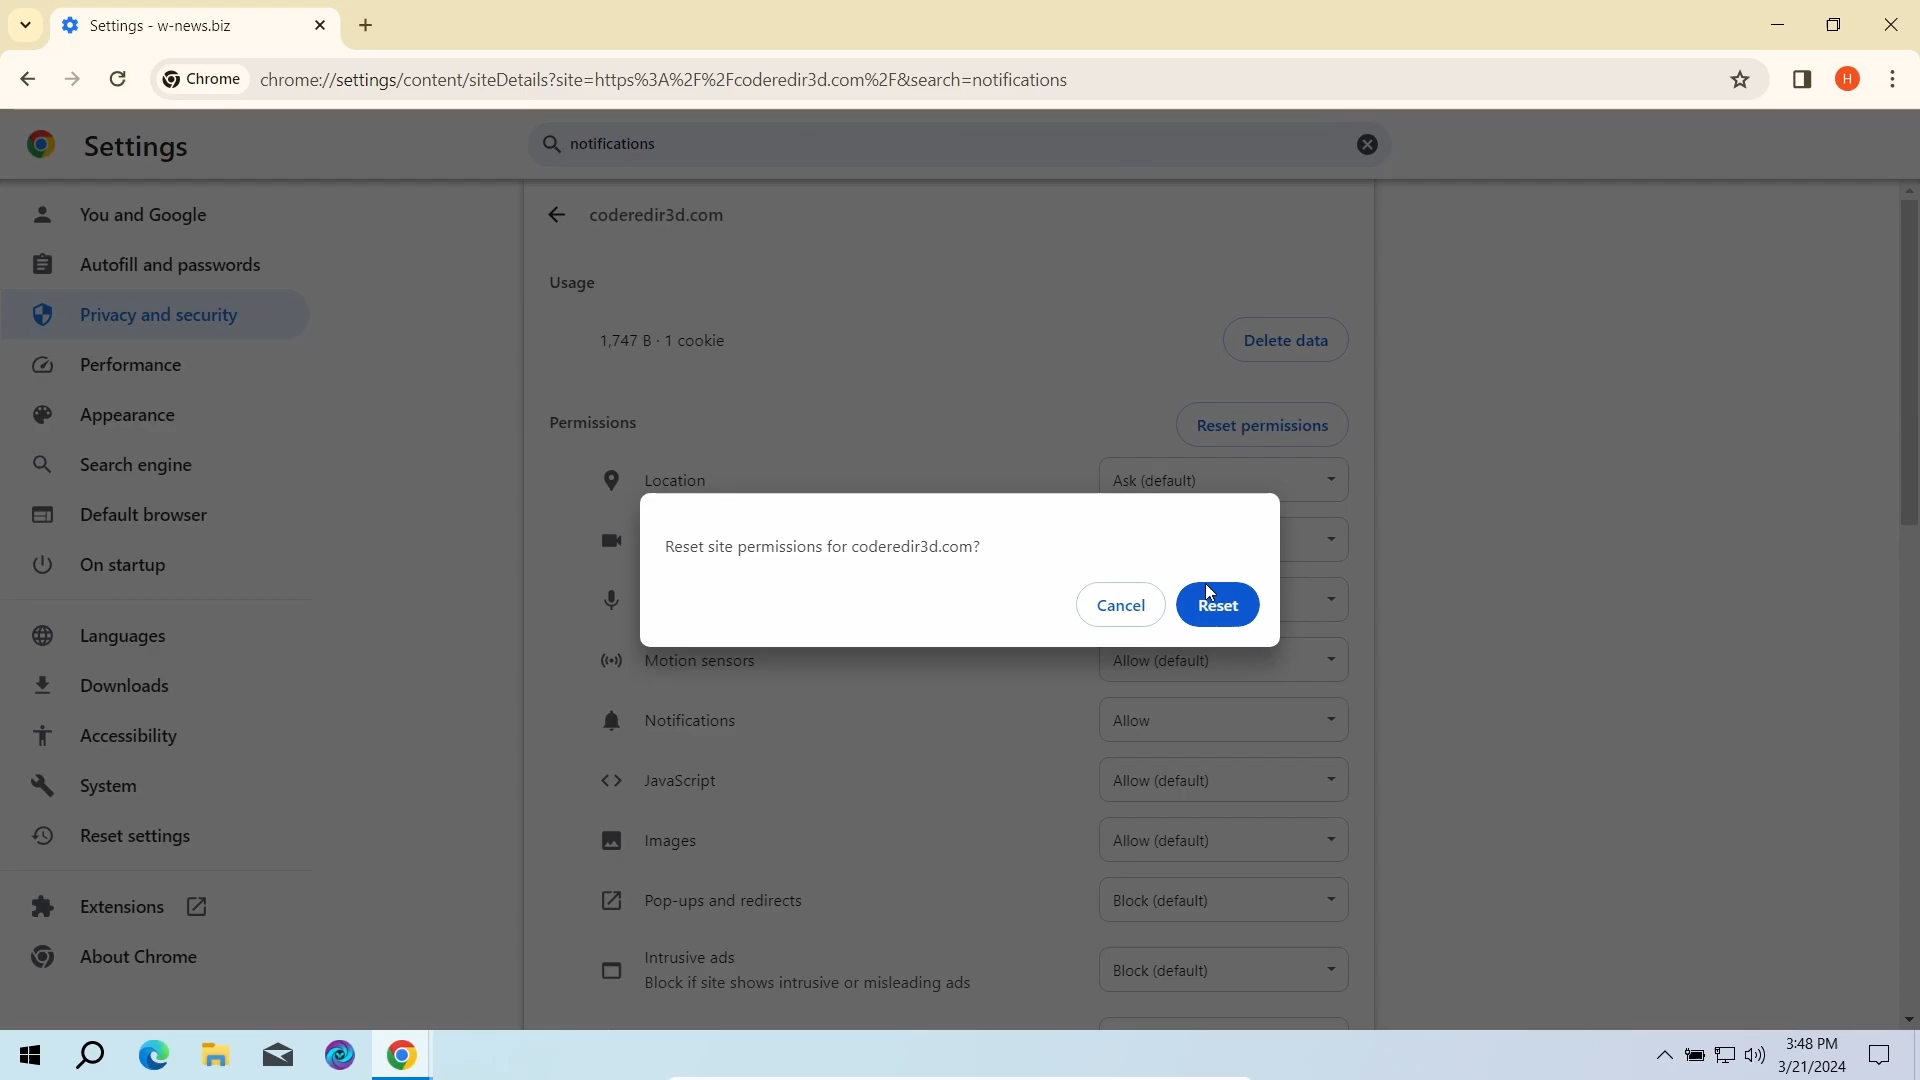 Settings - w-news.biz
Chrome
chrome://settings/content/siteDetails?site=https%3A%2F%2Fcoderedir3d.com%2F&search=notifications
H
Settings
notifications
You and Google
Autofill and passwords
Privacy and security
Performance
Appearance
Search engine
Default browser
On startup
Languages
Downloads
Accessibility
System
Reset settings
Extensions
About Chrome
coderedir3d.com
Usage
1,747 B · 1 cookie
Delete data
Permissions
Reset permissions
Location
Ask (default)
Reset site permissions for coderedir3d.com?
Cancel
Reset
Motion sensors
Allow (default)
Notifications
Allow
JavaScript
Allow (default)
Images
Allow (default)
Pop-ups and redirects
Block (default)
Intrusive ads
Block if site shows intrusive or misleading ads
Block (default)
3:48 PM
3/21/2024